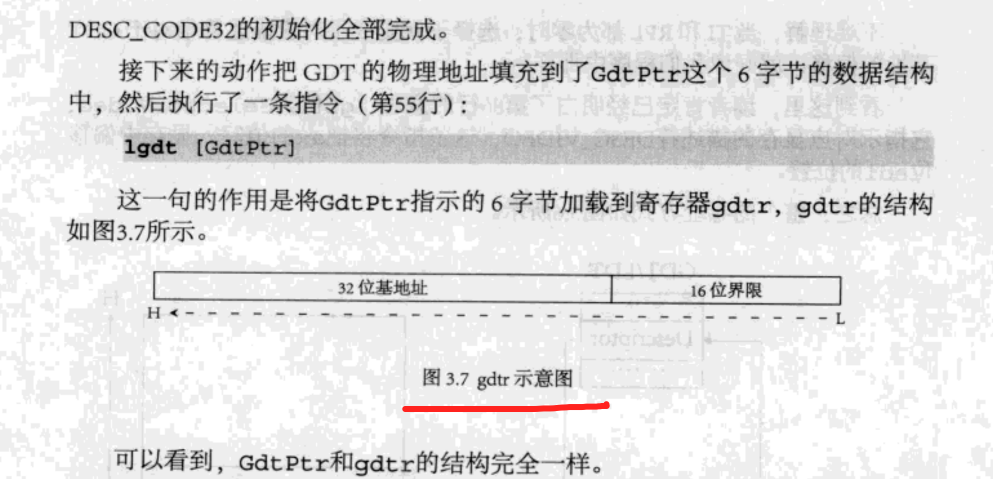 DESC_CODE32的初始化全部完成。
接下来的动作把 GDT 的物理地址填充到了GdtPtr这个 6 字节的数据结构
中，然后执行了一条指令（第55行）：
lgdt [GdtPtr]
这一句的作用是将GdtPtr指示的 6 字节加载到寄存器gdtr，gdtr的结构
如图3.7所示。
32 位基地址 16 位界限
H L
图 3.7 gdtr 示意图
可以看到，GdtPtr和gdtr的结构完全一样。